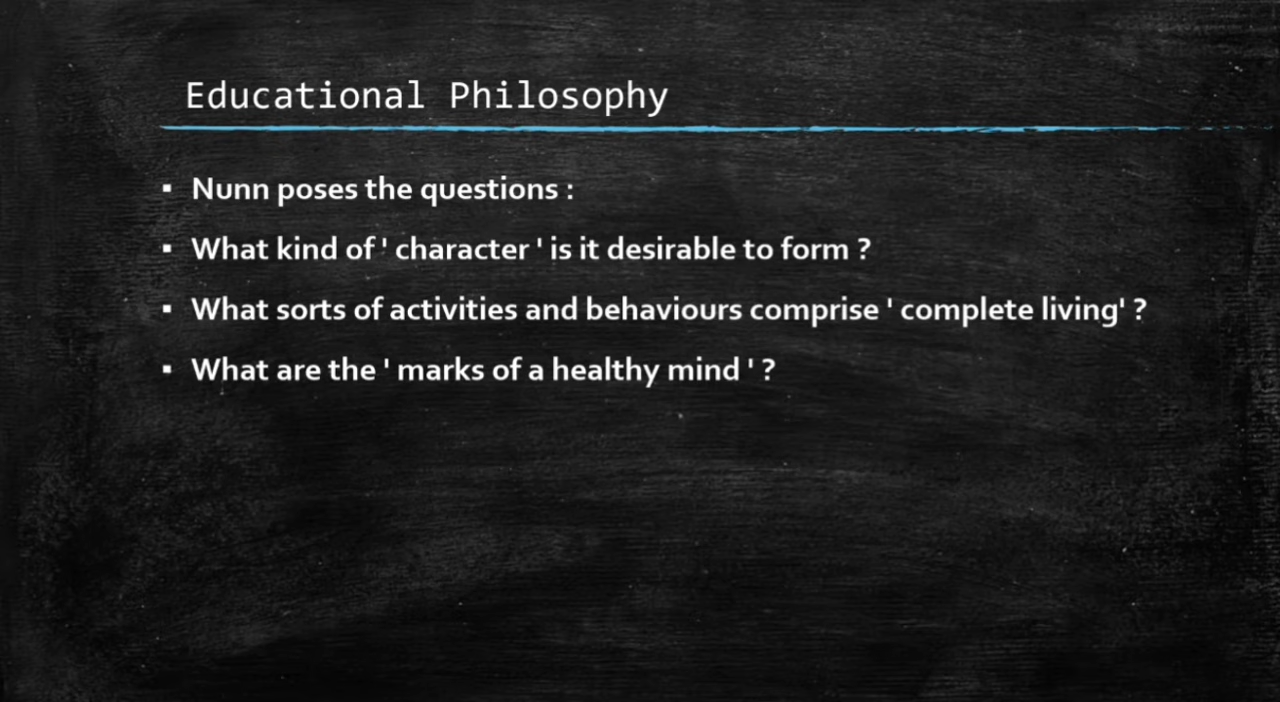 Educational Philosophy
▪ Nunn poses the questions :
▪ What kind of ' character ' is it desirable to form ?
▪ What sorts of activities and behaviours comprise ' complete living' ?
▪ What are the ' marks of a healthy mind ' ?